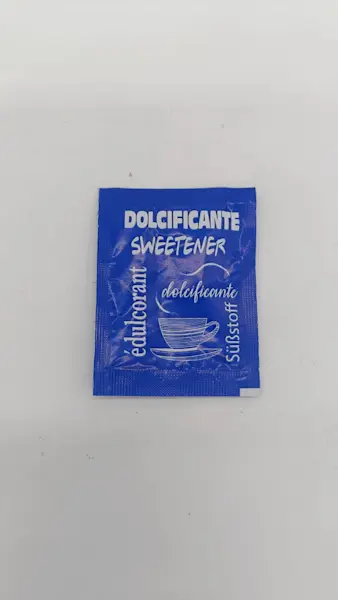 DOLCIFICANTE
SWEETENER
édulcorant
dolcificante
Süßstoff